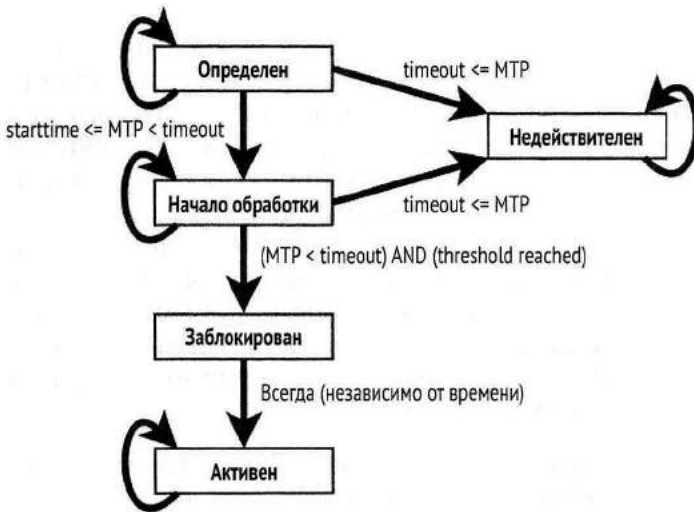 Определен
timeout <= MTP
starttime <= MTP < timeout
Недействителен
Начало обработки
timeout <= MTP
(MTP < timeout) AND (threshold reached)
Заблокирован
Всегда (независимо от времени)
Активен